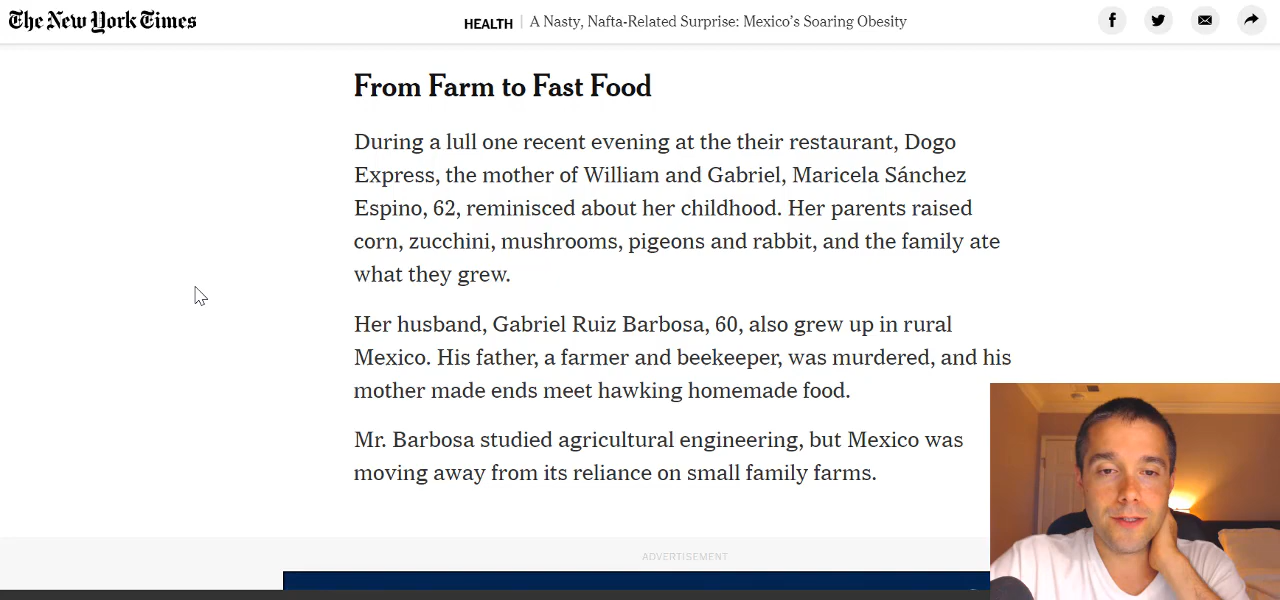 The New York Times
HEALTH | A Nasty, Nafta-Related Surprise: Mexico's Soaring Obesity
From Farm to Fast Food
During a lull one recent evening at the their restaurant, Dogo
Express, the mother of William and Gabriel, Maricela Sánchez
Espino, 62, reminisced about her childhood. Her parents raised
corn, zucchini, mushrooms, pigeons and rabbit, and the family ate
what they grew.
Her husband, Gabriel Ruiz Barbosa, 60, also grew up in rural
Mexico. His father, a farmer and beekeeper, was murdered, and his
mother made ends meet hawking homemade food.
Mr. Barbosa studied agricultural engineering, but Mexico was
moving away from its reliance on small family farms.
ADVERTISEMENT